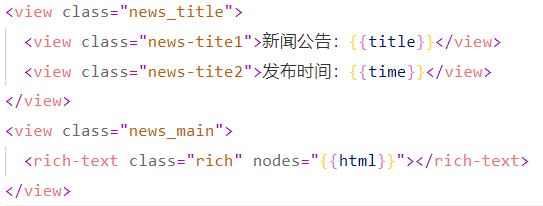 <view class="news_title">
  <view class="news-tite1">新闻公告：{{title}}</view>
  <view class="news-tite2">发布时间：{{time}}</view>
</view>
<view class="news_main">
  <rich-text class="rich" nodes="{{html}}"></rich-text>
</view>